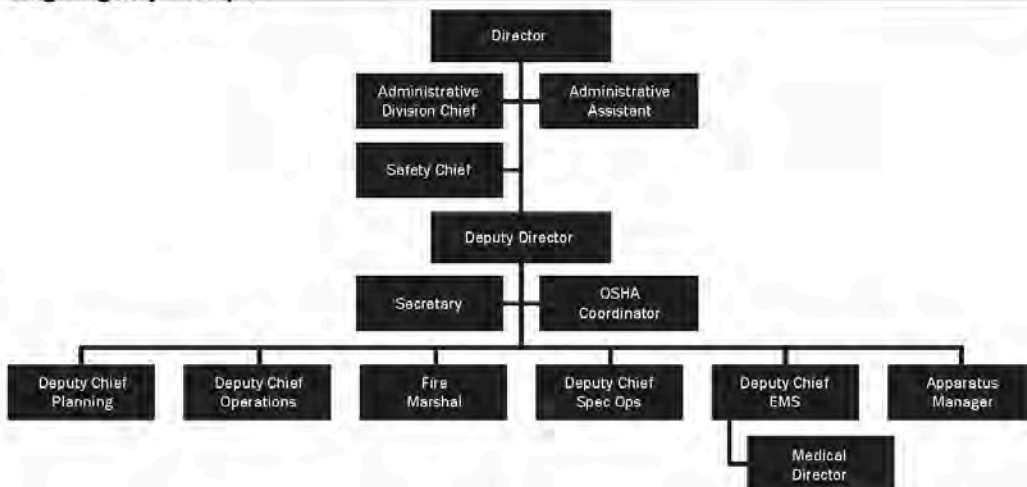 Director
Administrative
Division Chief
Administrative
Assistant
Safety Chief
Deputy Director
Secretary
OSHA
Coordinator
Deputy Chief
Planning
Deputy Chief
Operations
Fire
Marshal
Deputy Chief
Spec Ops
Deputy Chief
EMS
Apparatus
Manager
Medical
Director